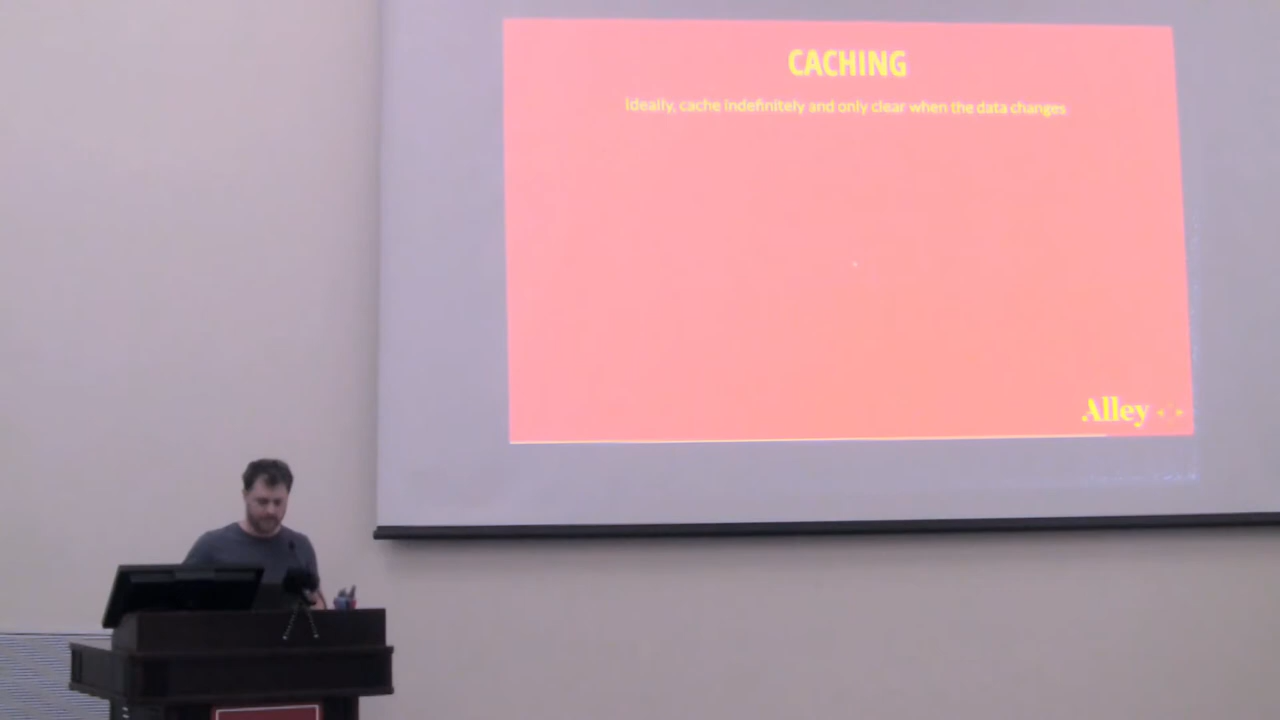 CACHING
Ideally, cache indefinitely and only clear when the data changes
Alley